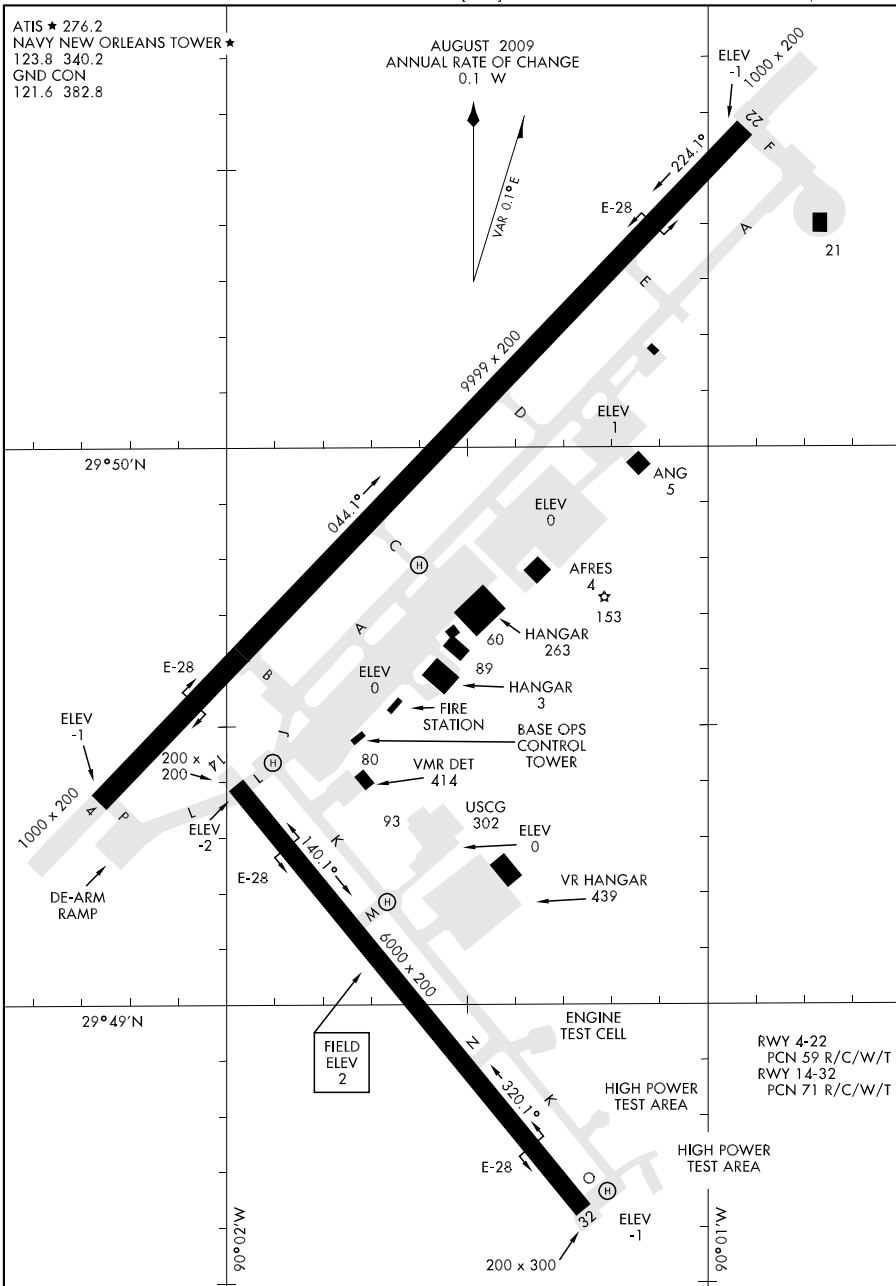 ATIS ★ 276.2
NAVY NEW ORLEANS TOWER ★
123.8 340.2
GND CON
121.6 382.8
AUGUST 2009
ANNUAL RATE OF CHANGE
0.1 W
VAR 0.1° E
ELEV
-1
1000 x 200
22
F
224.1°
E-28
A
21
E
9999 x 200
D
ELEV
1
29°50'N
ANG
5
044.1°
ELEV
0
C
H
AFRES
4
153
A
HANGAR
263
60
E-28
B
ELEV
0
89
HANGAR
3
FIRE
STATION
J
ELEV
-1
BASE OPS
CONTROL
TOWER
200 x
200
14
H
L
80
VMR DET
414
1000 x 200
4
P
L
ELEV
-2
K
93
USCG
302
ELEV
0
DE-ARM
RAMP
E-28
140.1°
VR HANGAR
439
M
H
6000 x 200
29°49'N
FIELD
ELEV
2
ENGINE
TEST CELL
N
RWY 4-22
PCN 59 R/C/W/T
RWY 14-32
PCN 71 R/C/W/T
320.1°
K
HIGH POWER
TEST AREA
HIGH POWER
TEST AREA
E-28
O
H
32
ELEV
-1
90°02'W
90°01'W
200 x 300